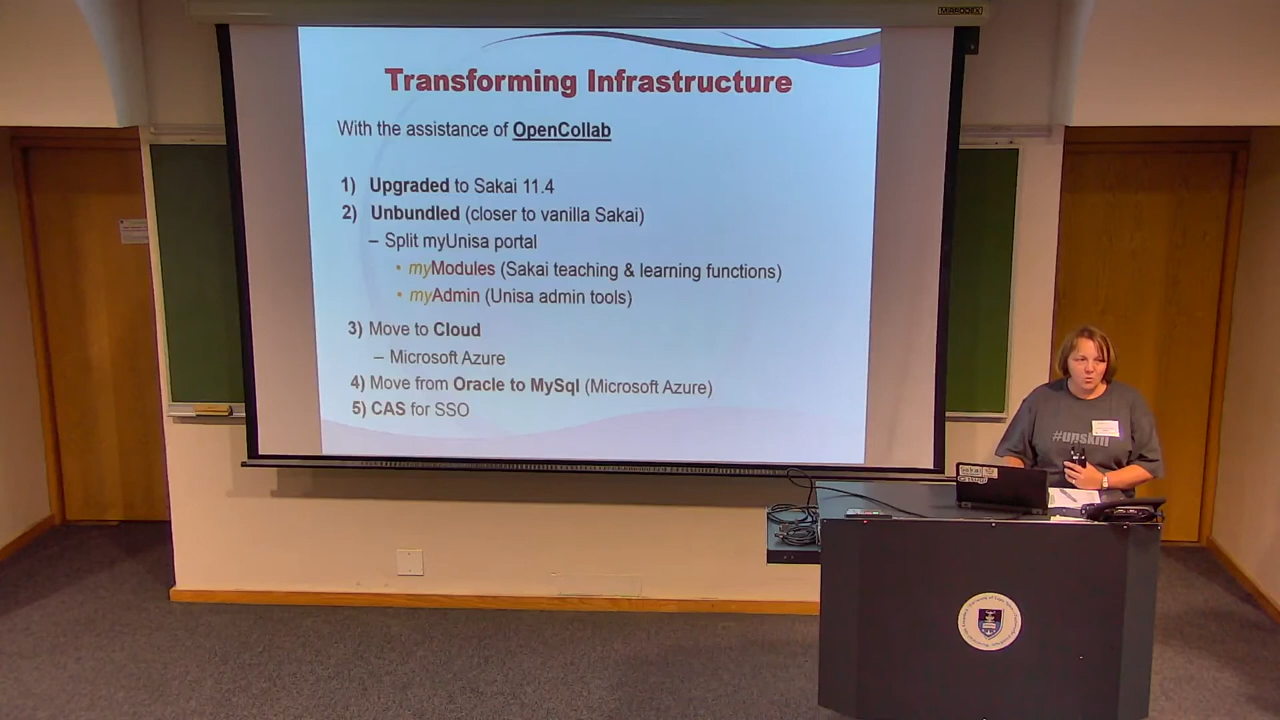 Transforming Infrastructure
With the assistance of OpenCollab
1) Upgraded to Sakai 11.4
2) Unbundled (closer to vanilla Sakai)
– Split myUnisa portal
• myModules (Sakai teaching & learning functions)
• myAdmin (Unisa admin tools)
3) Move to Cloud
– Microsoft Azure
4) Move from Oracle to MySql (Microsoft Azure)
5) CAS for SSO
#upskill
Sakai